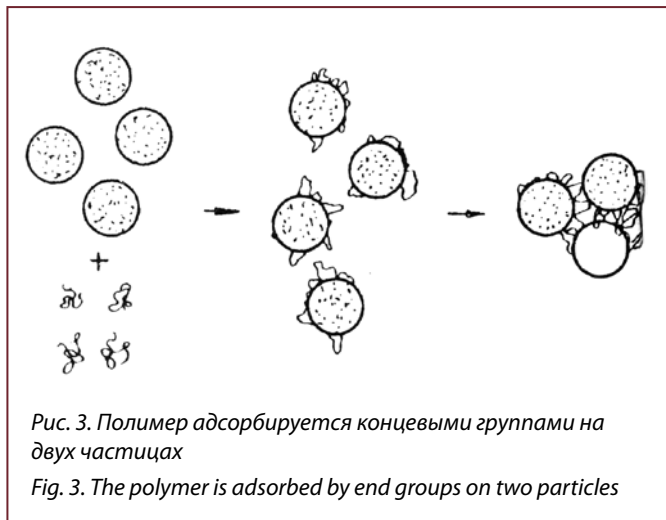 +
Рис. 3. Полимер адсорбируется концевыми группами на
двух частицах
Fig. 3. The polymer is adsorbed by end groups on two particles